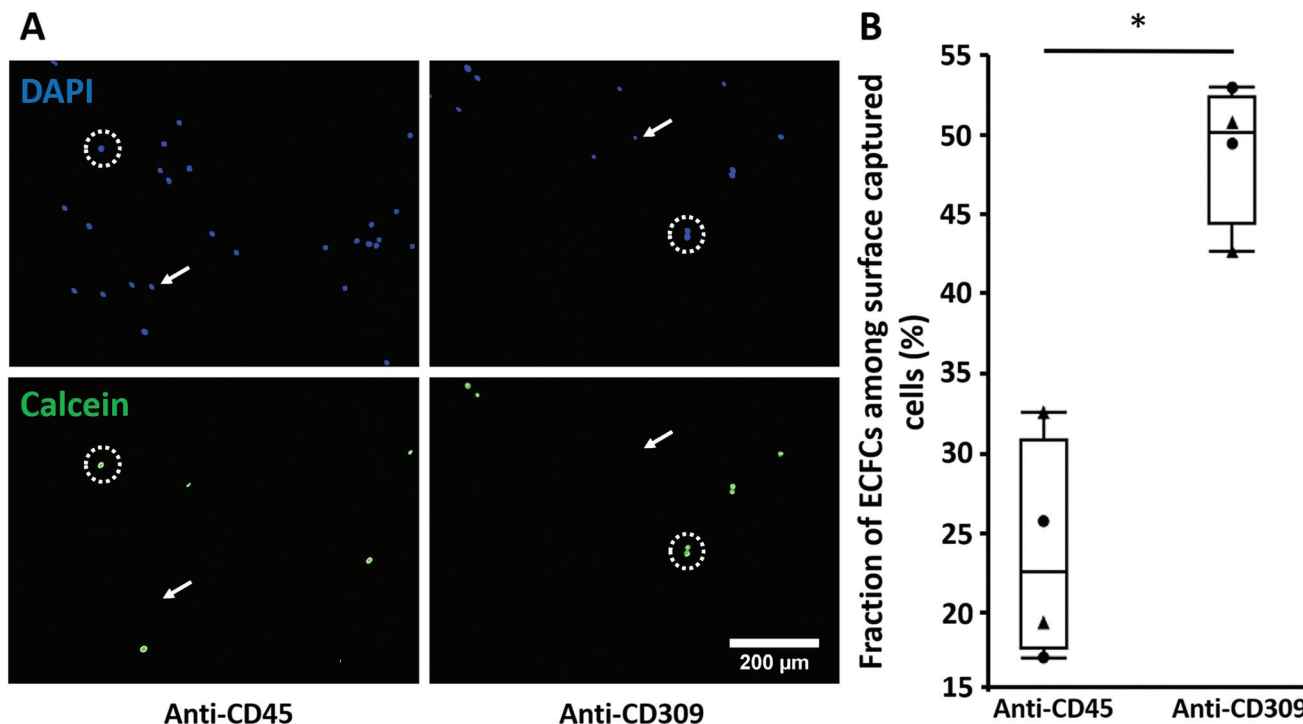 A
DAPI
Calcein
200 μm
Anti-CD45
Anti-CD309
B
*
Fraction of ECFCs among surface captured
cells (%)
55
50
45
40
35
30
25
20
15
Anti-CD45
Anti-CD309